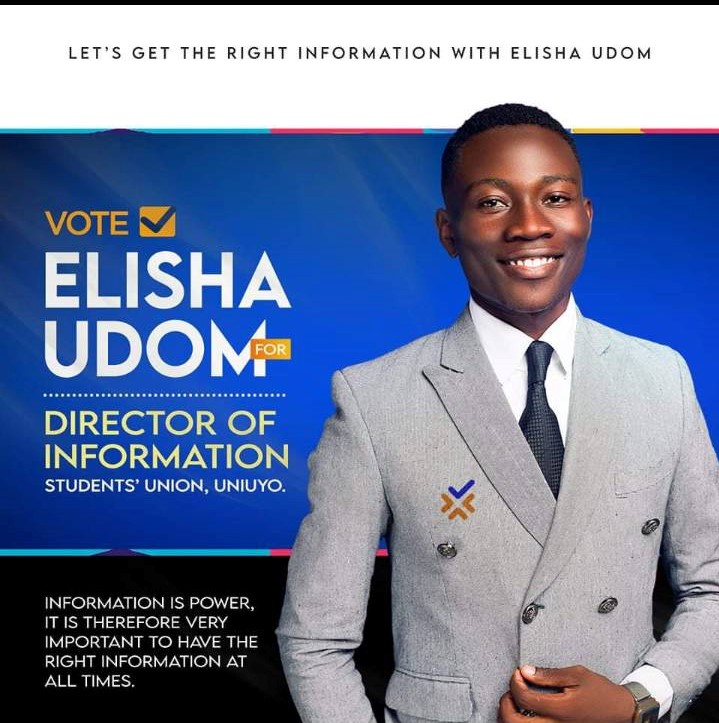 LET'S GET THE RIGHT INFORMATION WITH ELISHA UDOM
VOTE
ELISHA
UDOM
FOR
DIRECTOR OF
INFORMATION
STUDENTS' UNION, UNIUYO.
INFORMATION IS POWER,
IT IS THEREFORE VERY
IMPORTANT TO HAVE THE
RIGHT INFORMATION AT
ALL TIMES.